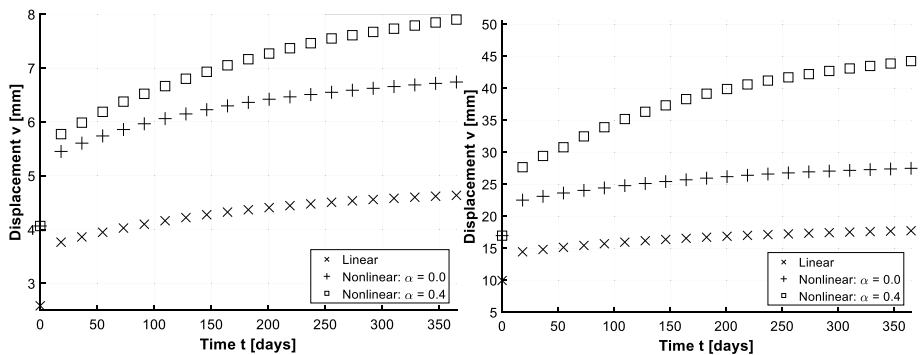 8
7
6
5
4
3
Displacement v [mm]
× Linear
+ Nonlinear: α = 0.0
□ Nonlinear: α = 0.4
0 50 100 150 200 250 300 350
Time t [days]
50
45
40
35
30
25
20
15
10
5
Displacement v [mm]
× Linear
+ Nonlinear: α = 0.0
□ Nonlinear: α = 0.4
0 50 100 150 200 250 300 350
Time t [days]